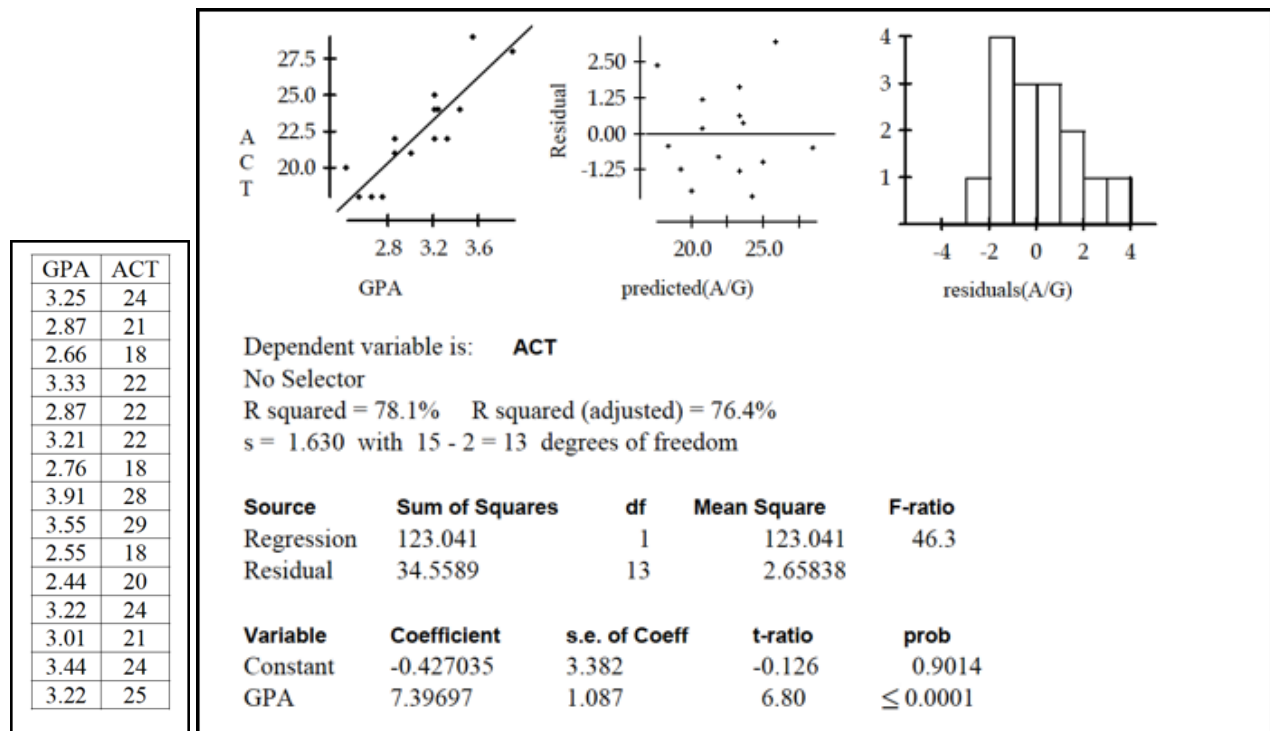 GPA ACT
3.25 24
2.87 21
2.66 18
3.33 22
2.87 22
3.21 22
2.76 18
3.91 28
3.55 29
2.55 18
2.44 20
3.22 24
3.01 21
3.44 24
3.22 25
A
C
T
27.5
25.0
22.5
20.0
2.8 3.2 3.6
GPA
Residual
2.50
1.25
0.00
-1.25
20.0 25.0
predicted(A/G)
4
3
2
1
-4 -2 0 2 4
residuals(A/G)
Dependent variable is: ACT
No Selector
R squared = 78.1% R squared (adjusted) = 76.4%
s = 1.630 with 15 - 2 = 13 degrees of freedom
Source Sum of Squares df Mean Square F-ratio
Regression 123.041 1 123.041 46.3
Residual 34.5589 13 2.65838
Variable Coefficient s.e. of Coeff t-ratio prob
Constant -0.427035 3.382 -0.126 0.9014
GPA 7.39697 1.087 6.80 ≤ 0.0001